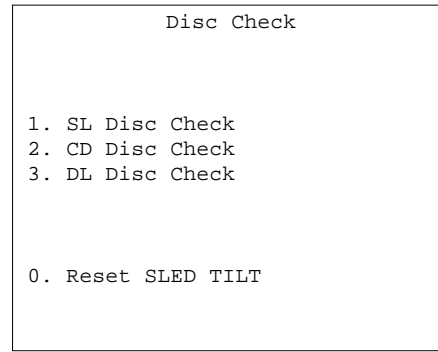 Disc Check
1. SL Disc Check
2. CD Disc Check
3. DL Disc Check
0. Reset SLED TILT